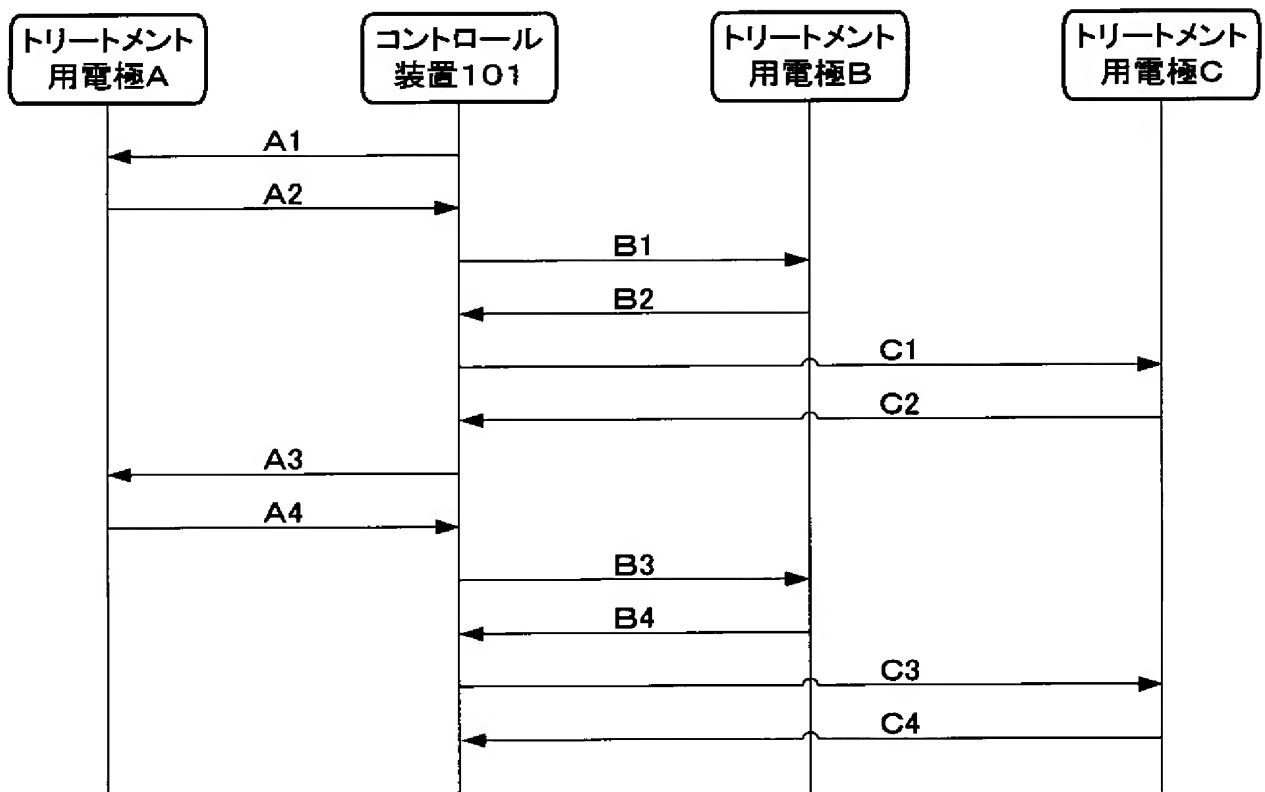 トリートメント
用電極A
コントロール
装置101
トリートメント
用電極B
トリートメント
用電極C
A1
A2
B1
B2
C1
C2
A3
A4
B3
B4
C3
C4